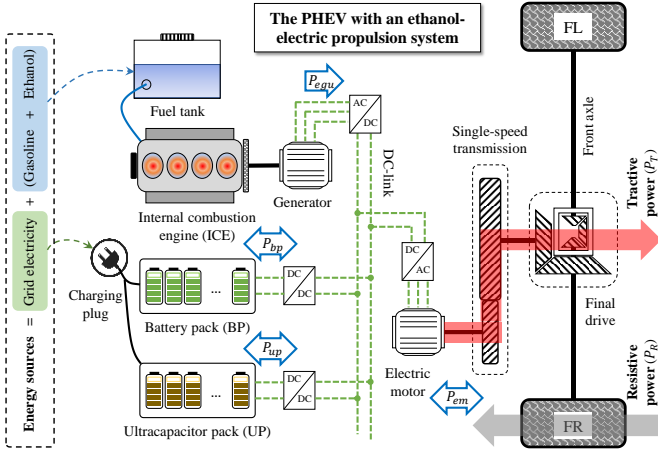 The PHEV with an ethanol-
electric propulsion system
FL
Energy sources = Grid electricity + (Gasoline + Ethanol)
Fuel tank
P_egu
AC
DC
DC-link
Single-speed
transmission
Front axle
Tractive
power (P_T)
Generator
Internal combustion
engine (ICE)
P_bp
DC
DC
DC
AC
Charging
plug
...
Battery pack (BP)
Final
drive
P_up
Electric
motor
P_em
Resistive
power (P_R)
...
DC
DC
Ultracapacitor pack (UP)
FR